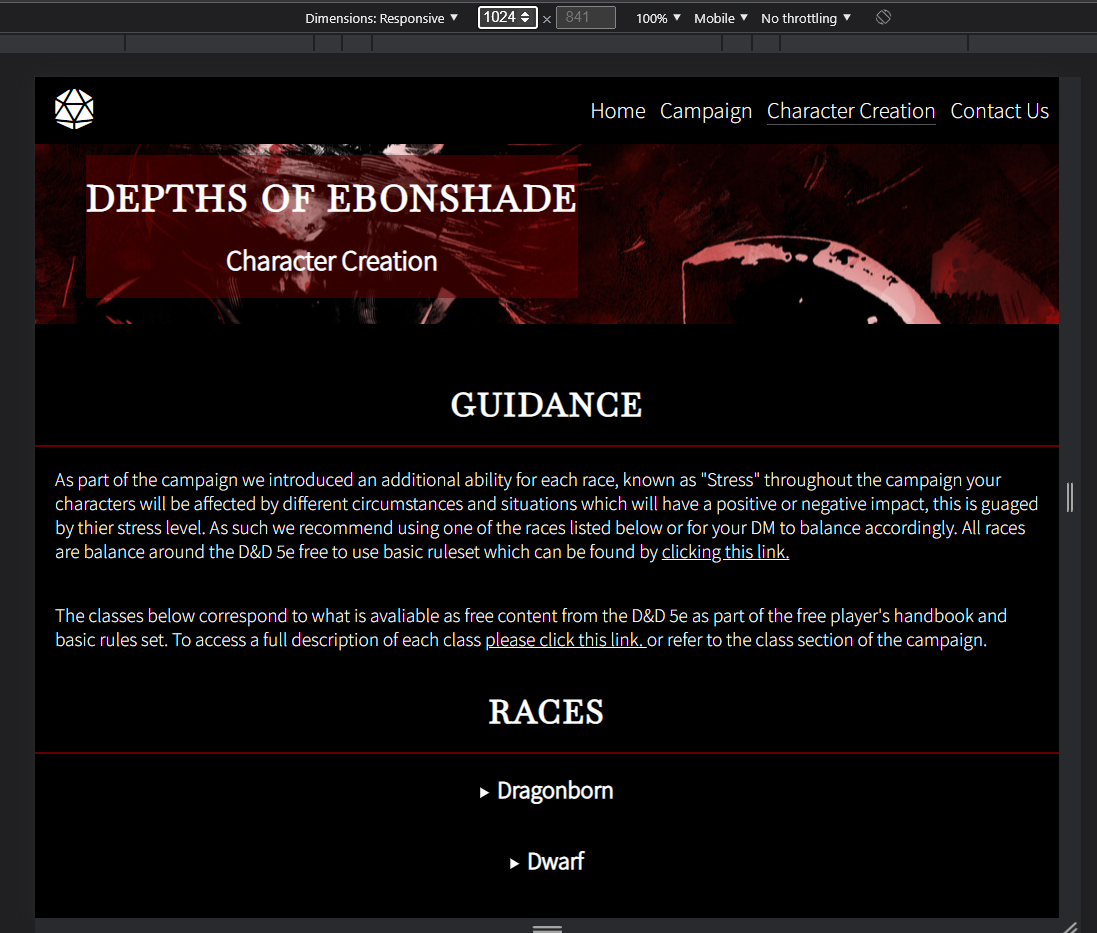 Dimensions: Responsive ▼ 1024 × 841 100% ▼ Mobile ▼ No throttling ▼
Home Campaign Character Creation Contact Us
DEPTHS OF EBONSHADE
Character Creation
GUIDANCE
As part of the campaign we introduced an additional ability for each race, known as "Stress" throughout the campaign your
characters will be affected by different circumstances and situations which will have a positive or negative impact, this is guaged
by thier stress level. As such we recommend using one of the races listed below or for your DM to balance accordingly. All races
are balance around the D&D 5e free to use basic ruleset which can be found by clicking this link.
The classes below correspond to what is avaliable as free content from the D&D 5e as part of the free player's handbook and
basic rules set. To access a full description of each class please click this link. or refer to the class section of the campaign.
RACES
▸ Dragonborn
▸ Dwarf